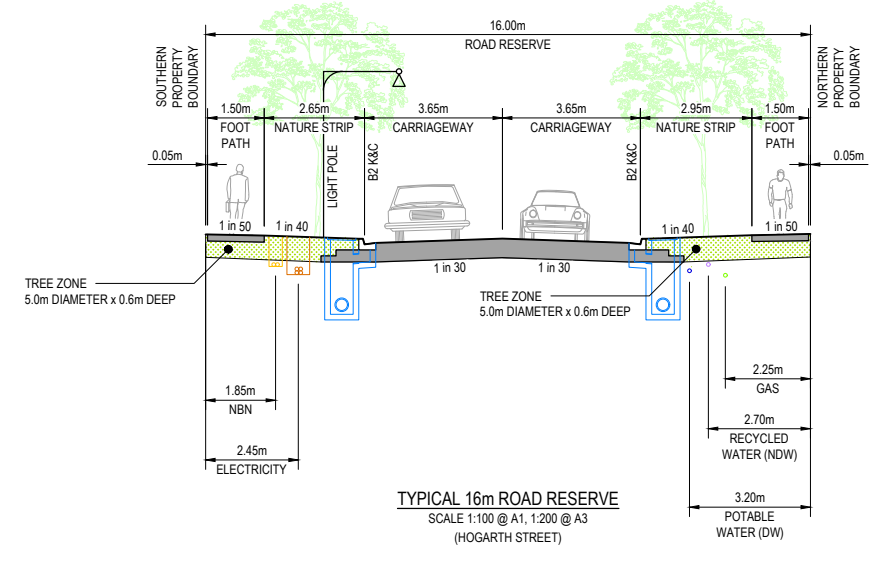 16.00m
ROAD RESERVE
SOUTHERN
PROPERTY
BOUNDARY
NORTHERN
PROPERTY
BOUNDARY
1.50m
FOOT
PATH
2.65m
NATURE STRIP
3.65m
CARRIAGEWAY
3.65m
CARRIAGEWAY
2.95m
NATURE STRIP
1.50m
FOOT
PATH
0.05m
0.05m
LIGHT POLE
B2 K&C
B2 K&C
1 in 50
1 in 40
1 in 40
1 in 50
1 in 30
1 in 30
TREE ZONE
5.0m DIAMETER x 0.6m DEEP
TREE ZONE
5.0m DIAMETER x 0.6m DEEP
1.85m
NBN
2.45m
ELECTRICITY
2.25m
GAS
2.70m
RECYCLED
WATER (NDW)
3.20m
POTABLE
WATER (DW)
TYPICAL 16m ROAD RESERVE
SCALE 1:100 @ A1, 1:200 @ A3
(HOGARTH STREET)